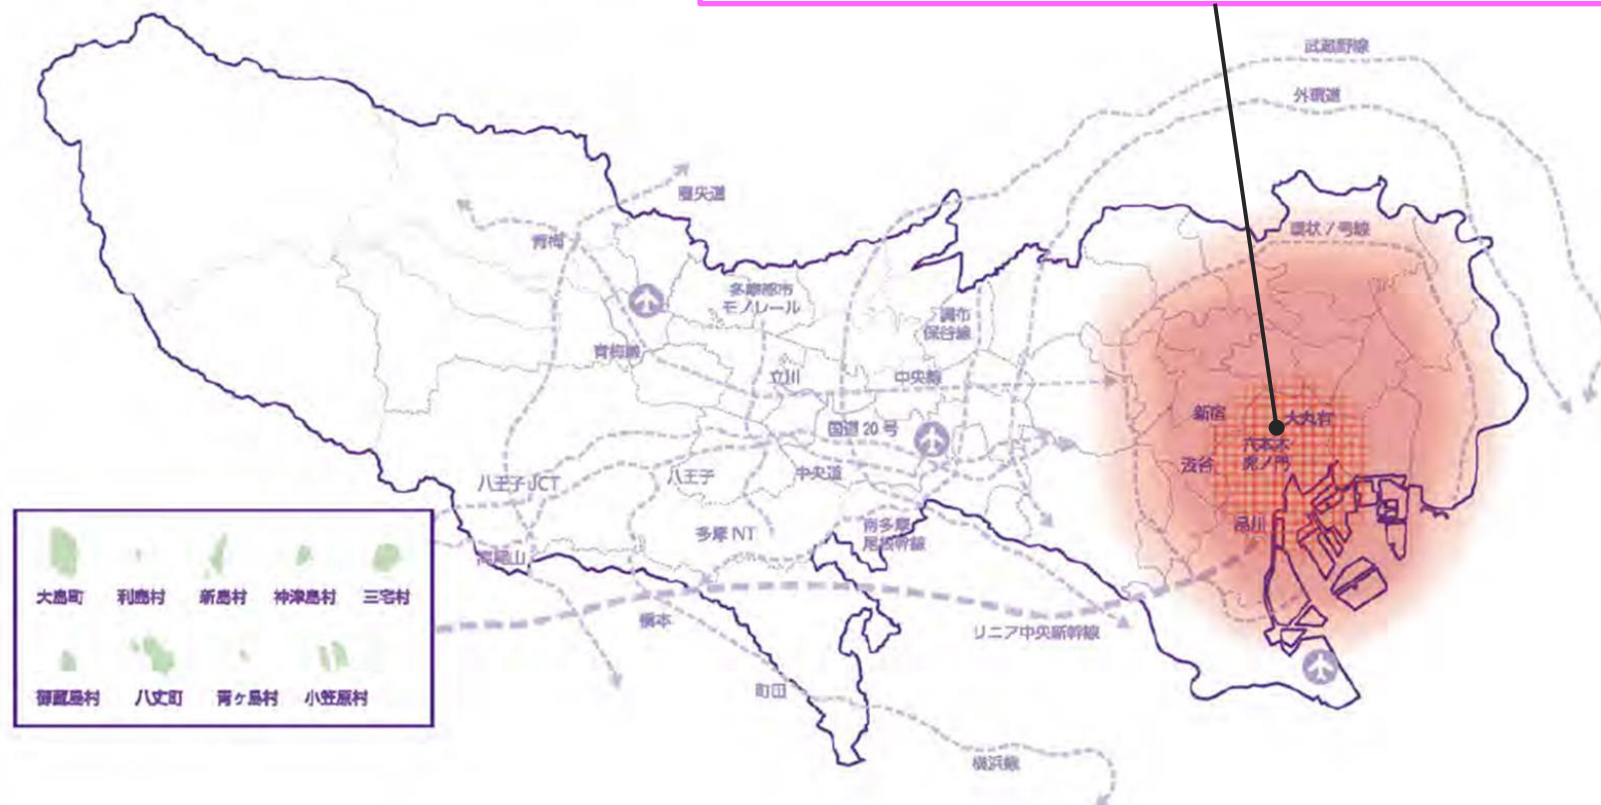 武蔵野線
外環道
圏央道
環状7号線
青梅
多摩都市
モノレール
調布
保谷線
青梅線
立川
中央線
新宿
大丸有
国道20号
六本木
虎ノ門
渋谷
八王子JCT
八王子
中央道
多摩NT
南多摩
尾根幹線
品川
高尾山
大島町
利島村
新島村
神津島村
三宅村
橋本
リニア中央新幹線
御蔵島村
八丈町
青ヶ島村
小笠原村
町田
横浜線